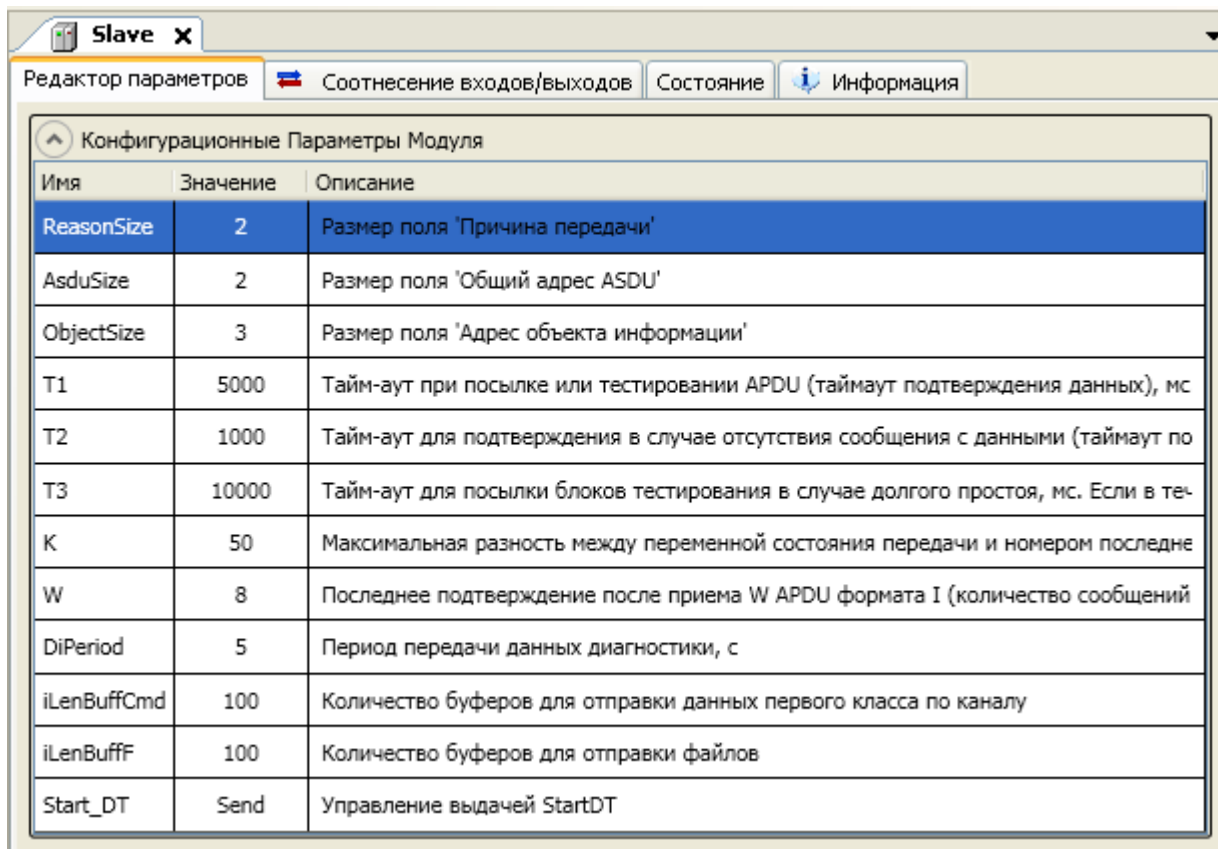 Slave
Редактор параметров Соотнесение входов/выходов Состояние Информация
Конфигурационные Параметры Модуля
Имя Значение Описание
ReasonSize 2 Размер поля 'Причина передачи'
AsduSize 2 Размер поля 'Общий адрес ASDU'
ObjectSize 3 Размер поля 'Адрес объекта информации'
T1 5000 Тайм-аут при посылке или тестировании APDU (таймаут подтверждения данных), мс
T2 1000 Тайм-аут для подтверждения в случае отсутствия сообщения с данными (таймаут по
T3 10000 Тайм-аут для посылки блоков тестирования в случае долгого простоя, мс. Если в теч
K 50 Максимальная разность между переменной состояния передачи и номером последне
W 8 Последнее подтверждение после приема W APDU формата I (количество сообщений
DiPeriod 5 Период передачи данных диагностики, с
iLenBuffCmd 100 Количество буферов для отправки данных первого класса по каналу
iLenBuffF 100 Количество буферов для отправки файлов
Start_DT Send Управление выдачей StartDT